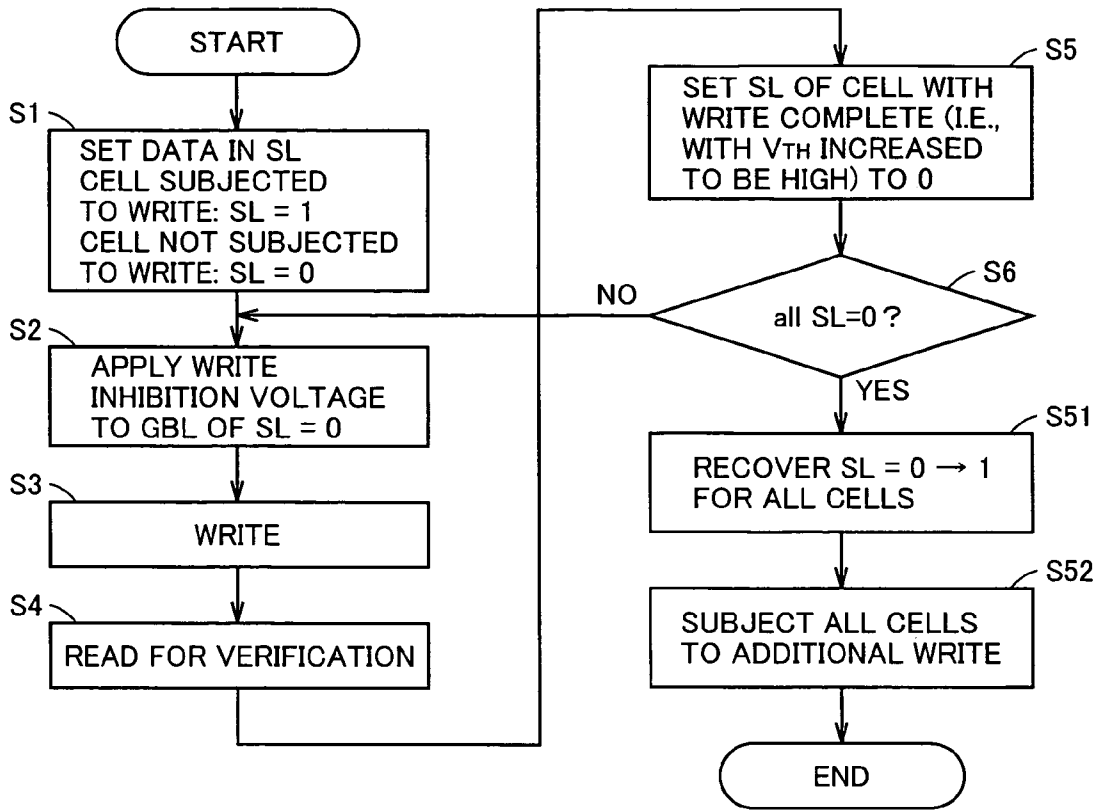 START
S1
SET DATA IN SL
CELL SUBJECTED
TO WRITE: SL = 1
CELL NOT SUBJECTED
TO WRITE: SL = 0
S2
APPLY WRITE
INHIBITION VOLTAGE
TO GBL OF SL = 0
S3
WRITE
S4
READ FOR VERIFICATION
S5
SET SL OF CELL WITH
WRITE COMPLETE (I.E.,
WITH VTH INCREASED
TO BE HIGH) TO 0
S6
all SL=0?
NO
YES
S51
RECOVER SL = 0 → 1
FOR ALL CELLS
S52
SUBJECT ALL CELLS
TO ADDITIONAL WRITE
END